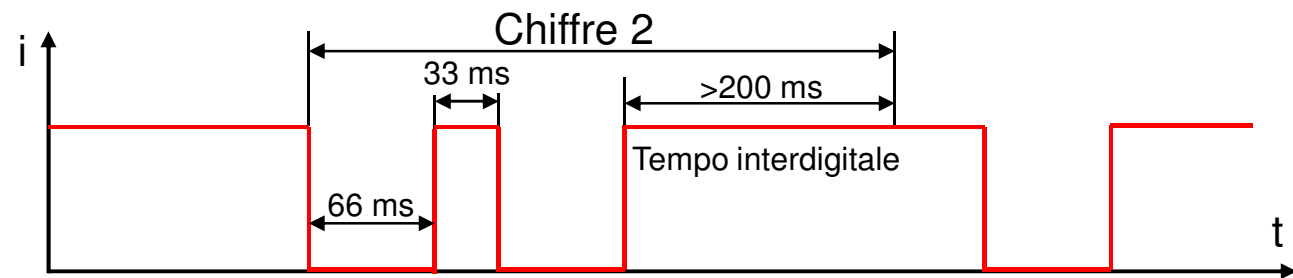 Chiffre 2
i
33 ms
>200 ms
Tempo interdigitale
66 ms
t